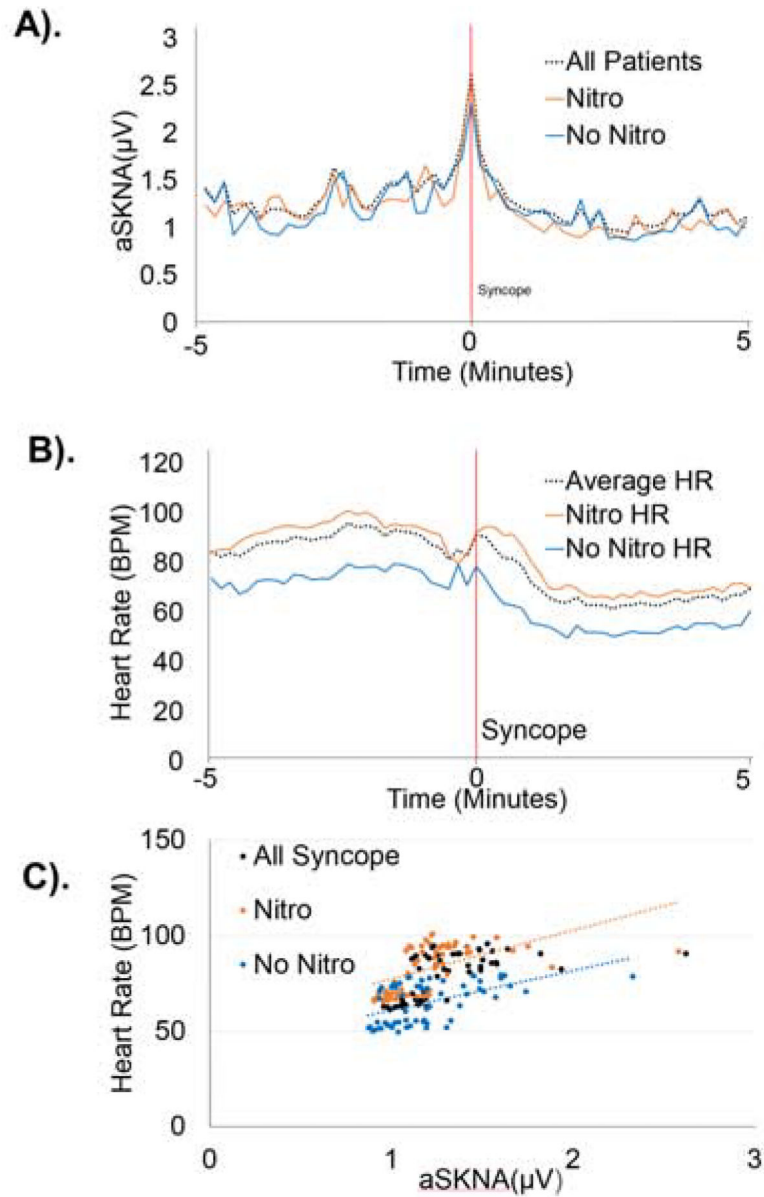 A).
3
2.5
2
1.5
1
0.5
0
aSKNA(µV)
All Patients
Nitro
No Nitro
Syncope
-5
0
5
Time (Minutes)
B).
120
100
80
60
40
20
0
Heart Rate (BPM)
Average HR
Nitro HR
No Nitro HR
Syncope
-5
0
5
Time (Minutes)
C).
150
100
50
0
Heart Rate (BPM)
All Syncope
Nitro
No Nitro
0
1
2
3
aSKNA(µV)